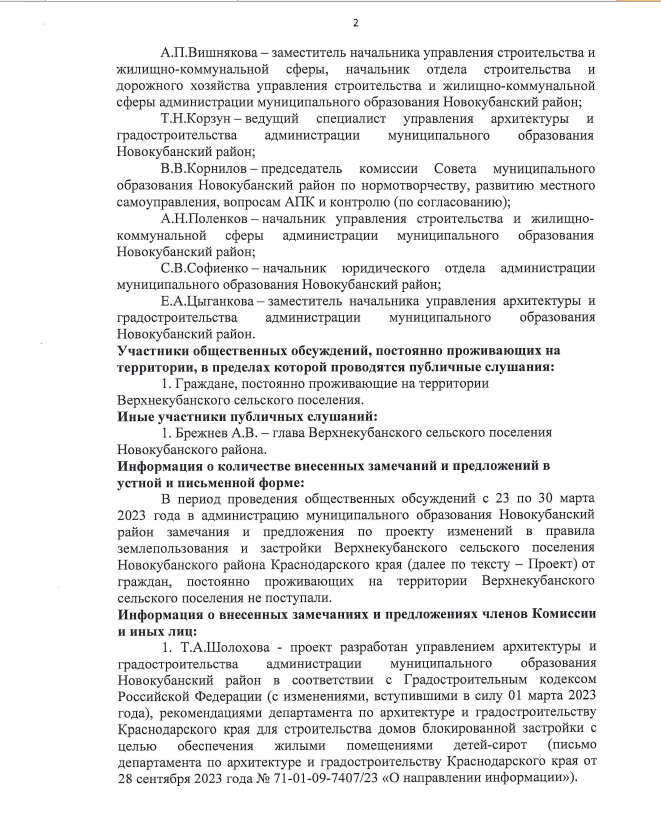 2
А.П.Вишнякова – заместитель начальника управления строительства и
жилищно-коммунальной сферы, начальник отдела строительства и
дорожного хозяйства управления строительства и жилищно-коммунальной
сферы администрации муниципального образования Новокубанский район;
Т.Н.Корзун – ведущий специалист управления архитектуры и
градостроительства администрации муниципального образования
Новокубанский район;
В.В.Корнилов – председатель комиссии Совета муниципального
образования Новокубанский район по нормотворчеству, развитию местного
самоуправления, вопросам АПК и контролю (по согласованию);
А.Н.Поленков – начальник управления строительства и жилищно-
коммунальной сферы администрации муниципального образования
Новокубанский район;
С.В.Софиенко – начальник юридического отдела администрации
муниципального образования Новокубанский район;
Е.А.Цыганкова – заместитель начальника управления архитектуры и
градостроительства администрации муниципального образования
Новокубанский район.
Участники общественных обсуждений, постоянно проживающих на
территории, в пределах которой проводятся публичные слушания:
1. Граждане, постоянно проживающие на территории
Верхнекубанского сельского поселения.
Иные участники публичных слушаний:
1. Брежнев А.В. – глава Верхнекубанского сельского поселения
Новокубанского района.
Информация о количестве внесенных замечаний и предложений в
устной и письменной форме:
В период проведения общественных обсуждений с 23 по 30 марта
2023 года в администрацию муниципального образования Новокубанский
район замечания и предложения по проекту изменений в правила
землепользования и застройки Верхнекубанского сельского поселения
Новокубанского района Краснодарского края (далее по тексту – Проект) от
граждан, постоянно проживающих на территории Верхнекубанского
сельского поселения не поступали.
Информация о внесенных замечаниях и предложениях членов Комиссии
и иных лиц:
1. Т.А.Шолохова - проект разработан управлением архитектуры и
градостроительства администрации муниципального образования
Новокубанский район в соответствии с Градостроительным кодексом
Российской Федерации (с изменениями, вступившими в силу 01 марта 2023
года), рекомендациями департамента по архитектуре и градостроительству
Краснодарского края для строительства домов блокированной застройки с
целью обеспечения жилыми помещениями детей-сирот (письмо
департамента по архитектуре и градостроительству Краснодарского края от
28 сентября 2023 года № 71-01-09-7407/23 «О направлении информации»).